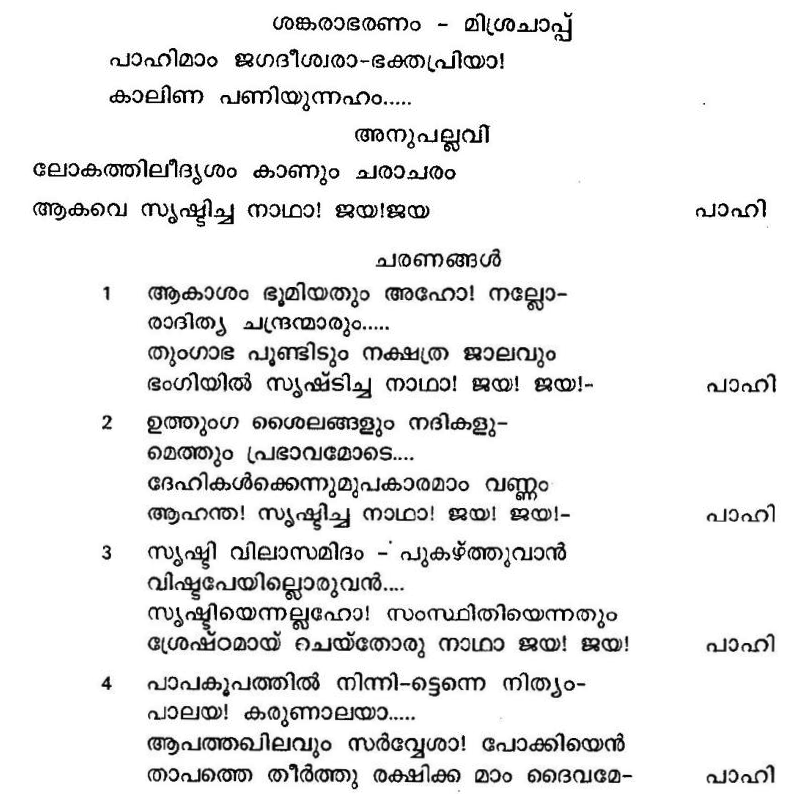 ശങ്കരാഭരണം - മിശ്രചാപ്പ്
പാഹിമാം ജഗദീശ്വരാ-ഭക്തപ്രിയാ!
കാലിണ പണിയുന്നഹം.....
അനുപല്ലവി
ലോകത്തിലീദൃശം കാണും ചരാചരം
ആകവെ സൃഷ്ടിച്ച നാഥാ! ജയ!ജയ പാഹി
ചരണങ്ങൾ
1 ആകാശം ഭൂമിയതും അഹോ! നല്ലോ-
രാദിത്യ ചന്ദ്രന്മാരും.....
തുംഗാഭ പൂണ്ടിടും നക്ഷത്ര ജാലവും
ഭംഗിയിൽ സൃഷ്ടിച്ച നാഥാ! ജയ! ജയ!- പാഹി
2 ഉത്തുംഗ ശൈലങ്ങളും നദികളു-
മെത്തും പ്രഭാവമോടെ....
ദേഹികൾക്കെന്നുമുപകാരമാം വണ്ണം
ആഹന്ത! സൃഷ്ടിച്ച നാഥാ! ജയ! ജയ!- പാഹി
3 സൃഷ്ടി വിലാസമിദം - പുകഴ്ത്തുവാൻ
വിഷ്ടപേയില്ലൊരുവൻ....
സൃഷ്ടിയെന്നല്ലഹോ! സംസ്ഥിതിയെന്നതും
ശ്രേഷ്ഠമായ് ചെയ്തോരു നാഥാ ജയ! ജയ! പാഹി
4 പാപകൂപത്തിൽ നിന്നി-ട്ടെന്നെ നിത്യം-
പാലയ! കരുണാലയാ.....
ആപത്തഖിലവും സർവ്വേശാ! പോക്കിയെൻ
താപത്തെ തീർത്തു രക്ഷിക്ക മാം ദൈവമേ- പാഹി